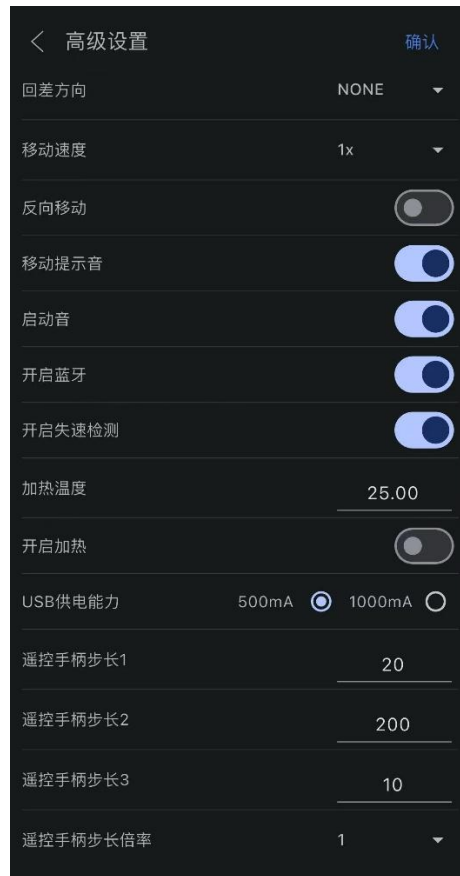 高级设置 确认
回差方向 NONE
移动速度 1x
反向移动
移动提示音
启动音
开启蓝牙
开启失速检测
加热温度 25.00
开启加热
USB供电能力 500mA 1000mA
遥控手柄步长1 20
遥控手柄步长2 200
遥控手柄步长3 10
遥控手柄步长倍率 1